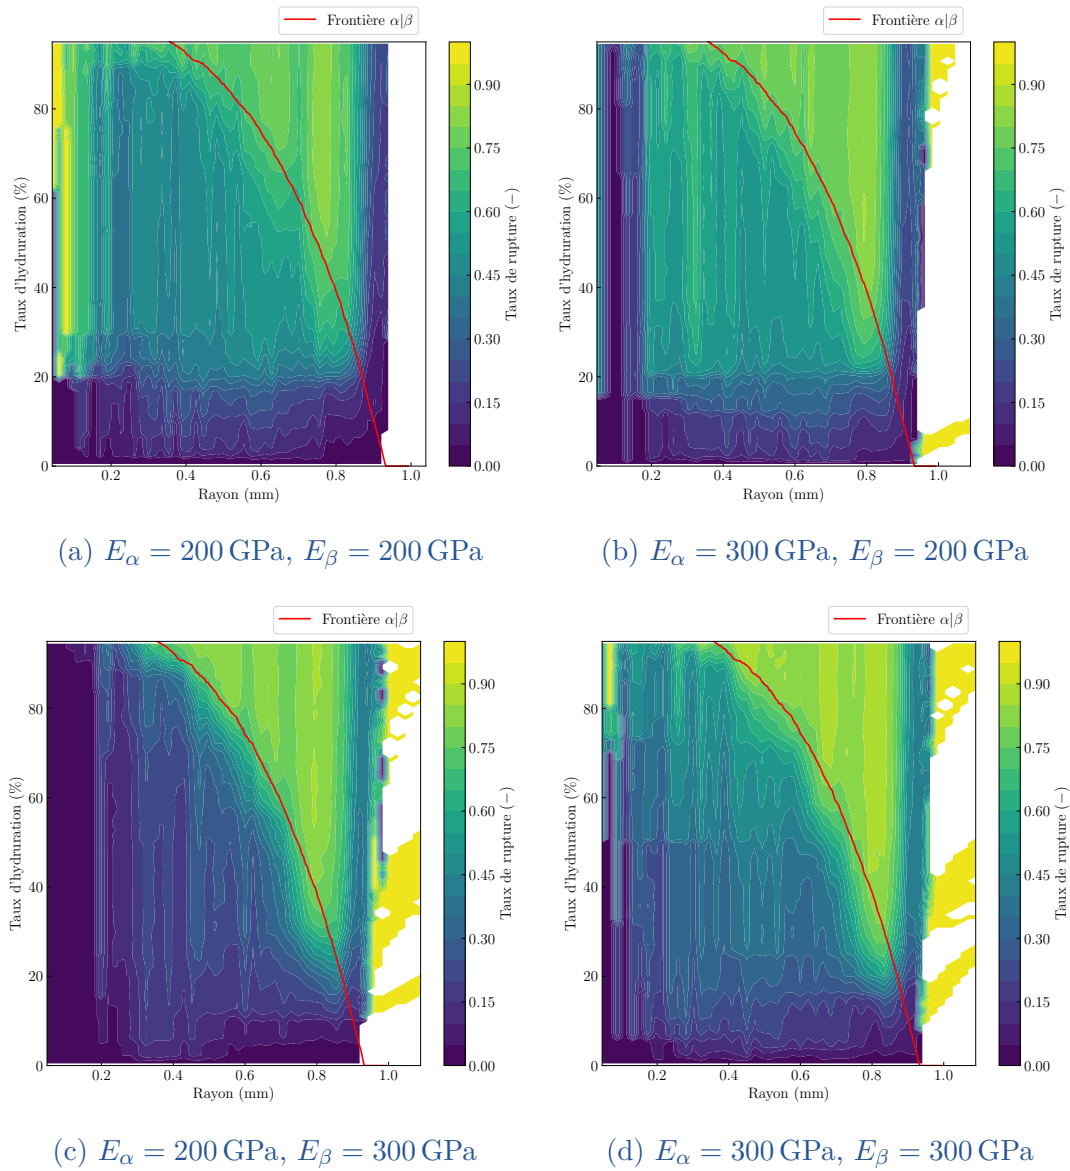 Frontière α|β
Taux d'hydruration (%)
80
60
40
20
0
0.2 0.4 0.6 0.8 1.0
Rayon (mm)
0.90
0.75
0.60
0.45
0.30
0.15
0.00
Taux de rupture (−)
(a) E_α = 200 GPa, E_β = 200 GPa
Frontière α|β
Taux d'hydruration (%)
80
60
40
20
0
0.2 0.4 0.6 0.8 1.0
Rayon (mm)
0.90
0.75
0.60
0.45
0.30
0.15
0.00
Taux de rupture (−)
(b) E_α = 300 GPa, E_β = 200 GPa
Frontière α|β
Taux d'hydruration (%)
80
60
40
20
0
0.2 0.4 0.6 0.8 1.0
Rayon (mm)
0.90
0.75
0.60
0.45
0.30
0.15
0.00
Taux de rupture (−)
(c) E_α = 200 GPa, E_β = 300 GPa
Frontière α|β
Taux d'hydruration (%)
80
60
40
20
0
0.2 0.4 0.6 0.8 1.0
Rayon (mm)
0.90
0.75
0.60
0.45
0.30
0.15
0.00
Taux de rupture (−)
(d) E_α = 300 GPa, E_β = 300 GPa